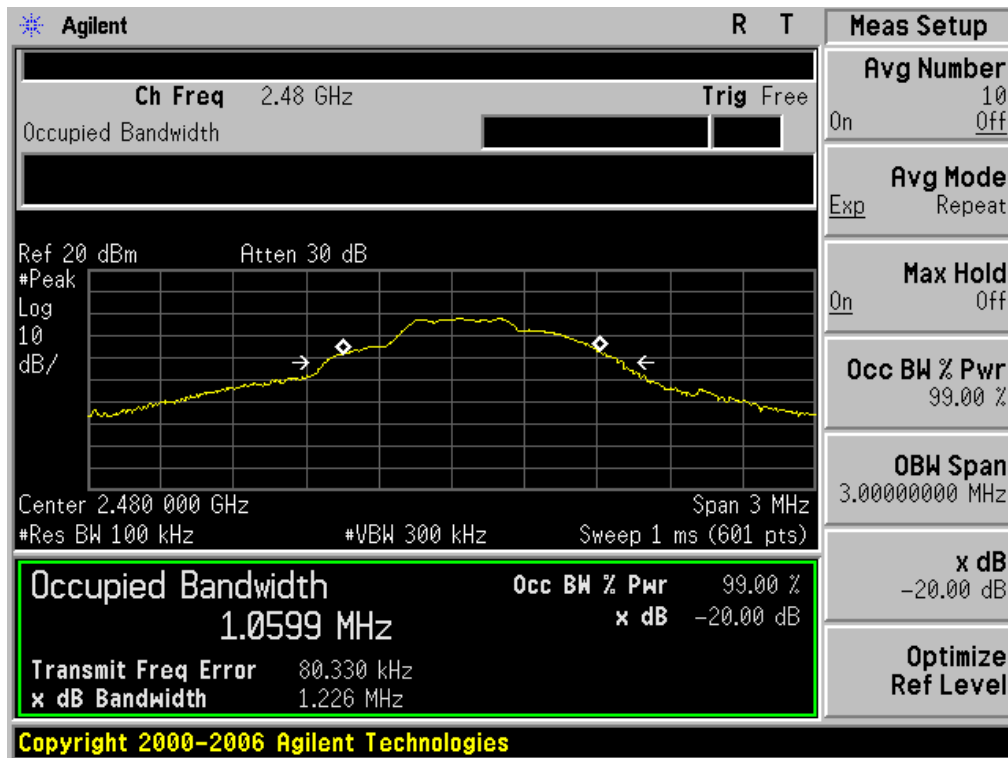 Agilent R T
Ch Freq 2.48 GHz Trig Free
Occupied Bandwidth
Ref 20 dBm Atten 30 dB
#Peak
Log
10
dB/
Center 2.480 000 GHz Span 3 MHz
#Res BW 100 kHz #VBW 300 kHz Sweep 1 ms (601 pts)
Occupied Bandwidth Occ BW % Pwr 99.00 %
1.0599 MHz x dB -20.00 dB
Transmit Freq Error 80.330 kHz
x dB Bandwidth 1.226 MHz
Copyright 2000-2006 Agilent Technologies
Meas Setup
Avg Number
10
On Off
Avg Mode
Exp Repeat
Max Hold
On Off
Occ BW % Pwr
99.00 %
OBW Span
3.00000000 MHz
x dB
-20.00 dB
Optimize
Ref Level